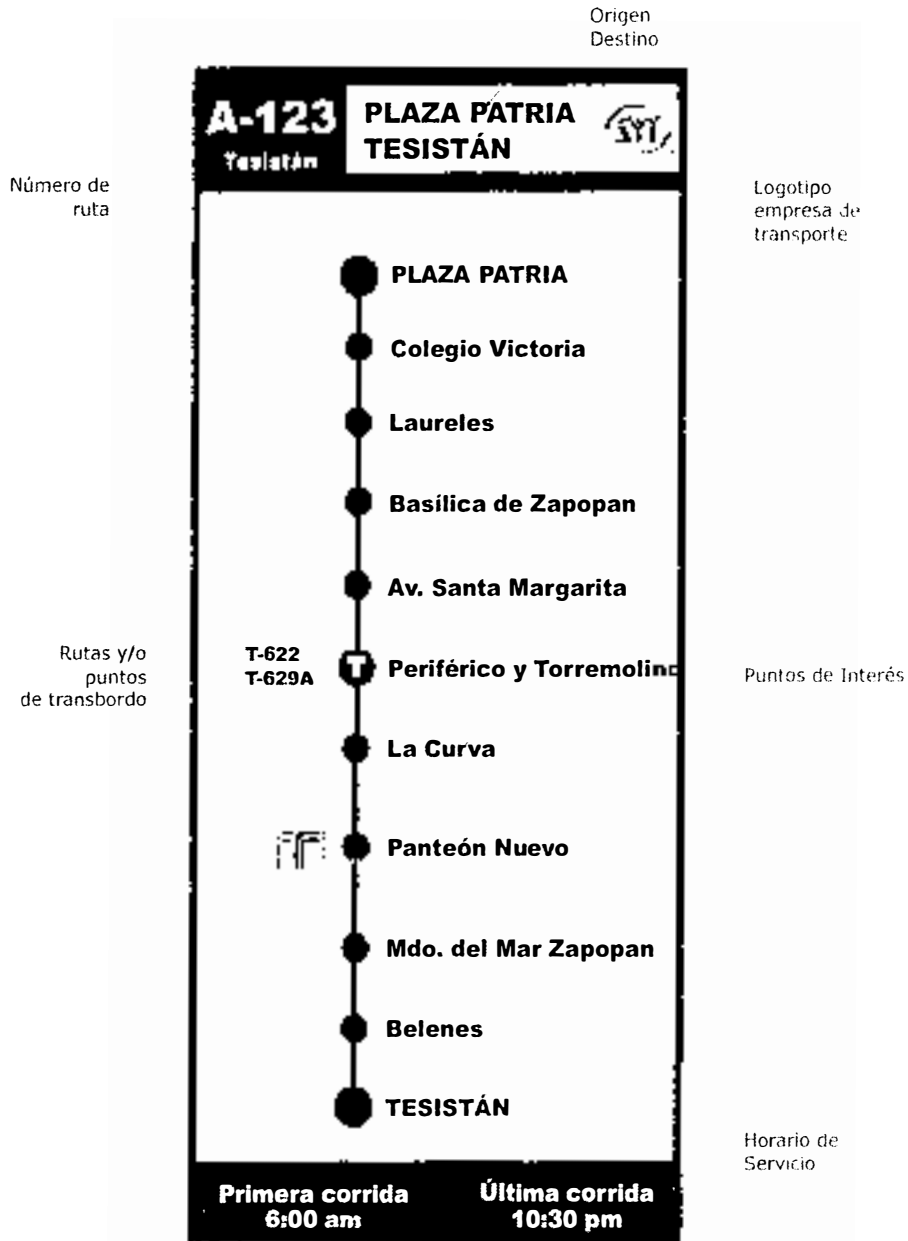 Origen
Destino
A-123
Tesistán
PLAZA PATRIA
TESISTÁN
Número de
ruta
Logotipo
empresa de
transporte
PLAZA PATRIA
Colegio Victoria
Laureles
Basílica de Zapopan
Av. Santa Margarita
Rutas y/o
puntos
de transbordo
T-622
T-629A
T
Periférico y Torremolino
Puntos de Interés
La Curva
Panteón Nuevo
Mdo. del Mar Zapopan
Belenes
TESISTÁN
Horario de
Servicio
Primera corrida
6:00 am
Última corrida
10:30 pm